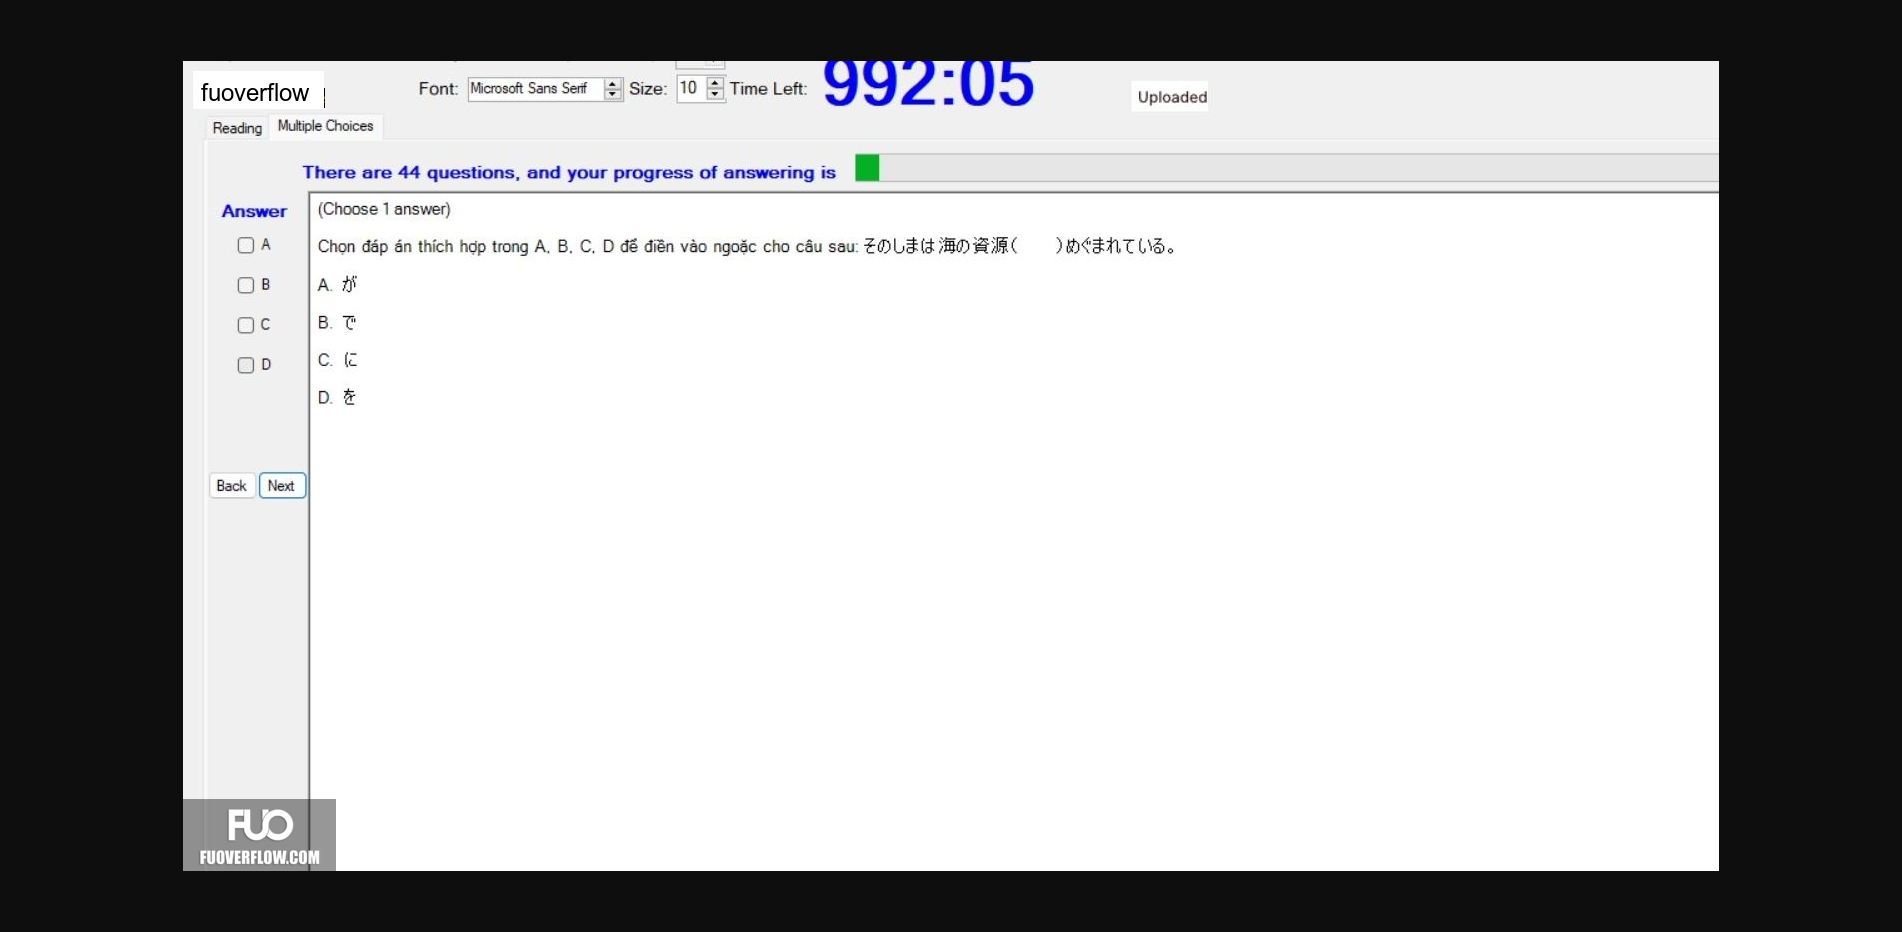 fuoverflow
Font: Microsoft Sans Serif Size: 10 Time Left: 992:05
Uploaded
Reading Multiple Choices
There are 44 questions, and your progress of answering is
Answer
A
B
C
D
Back Next
(Choose 1 answer)
Chọn đáp án thích hợp trong A, B, C, D để điền vào ngoặc cho câu sau: そのしまは海の資源(　　)めぐまれている。
A. が
B. で
C. に
D. を
FUO
FUOVERFLOW.COM